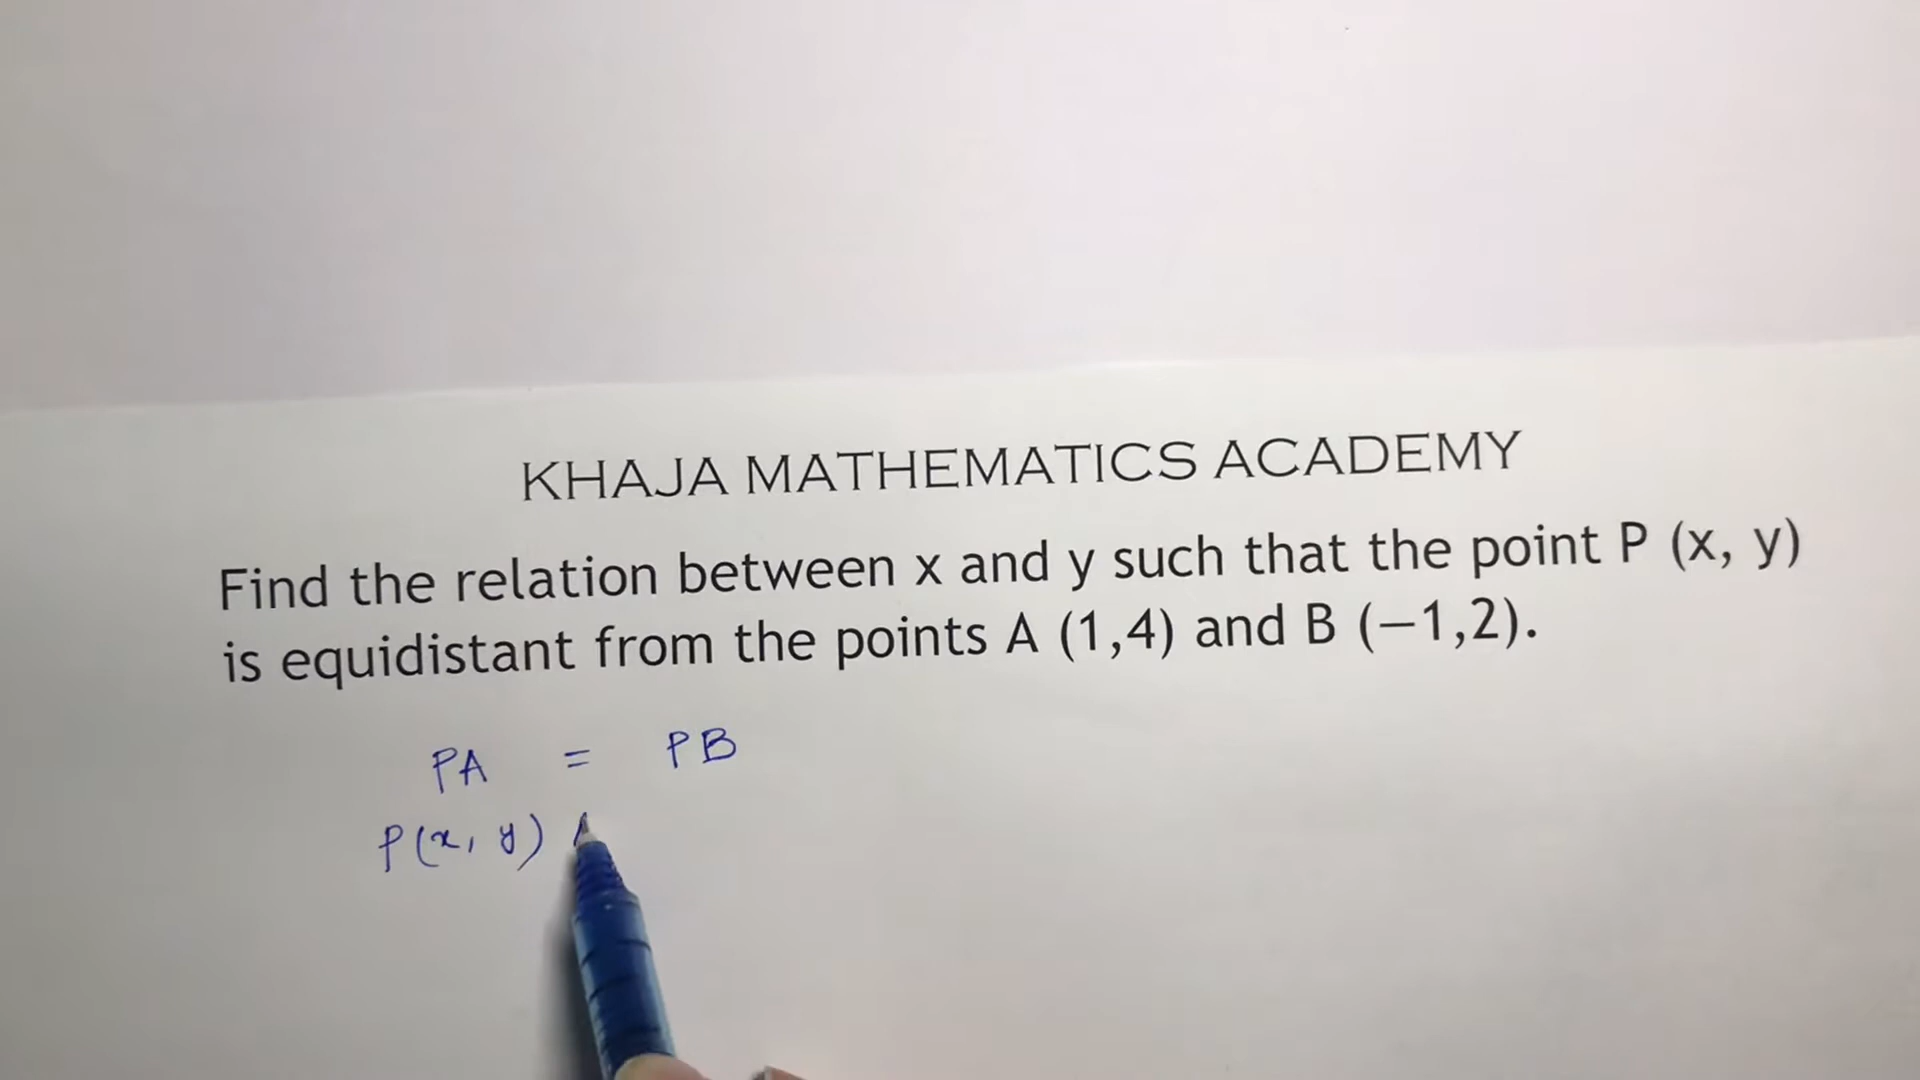 KHAJA MATHEMATICS ACADEMY
Find the relation between x and y such that the point P (x, y)
is equidistant from the points A (1,4) and B (−1,2).
PA = PB
P(x, y)